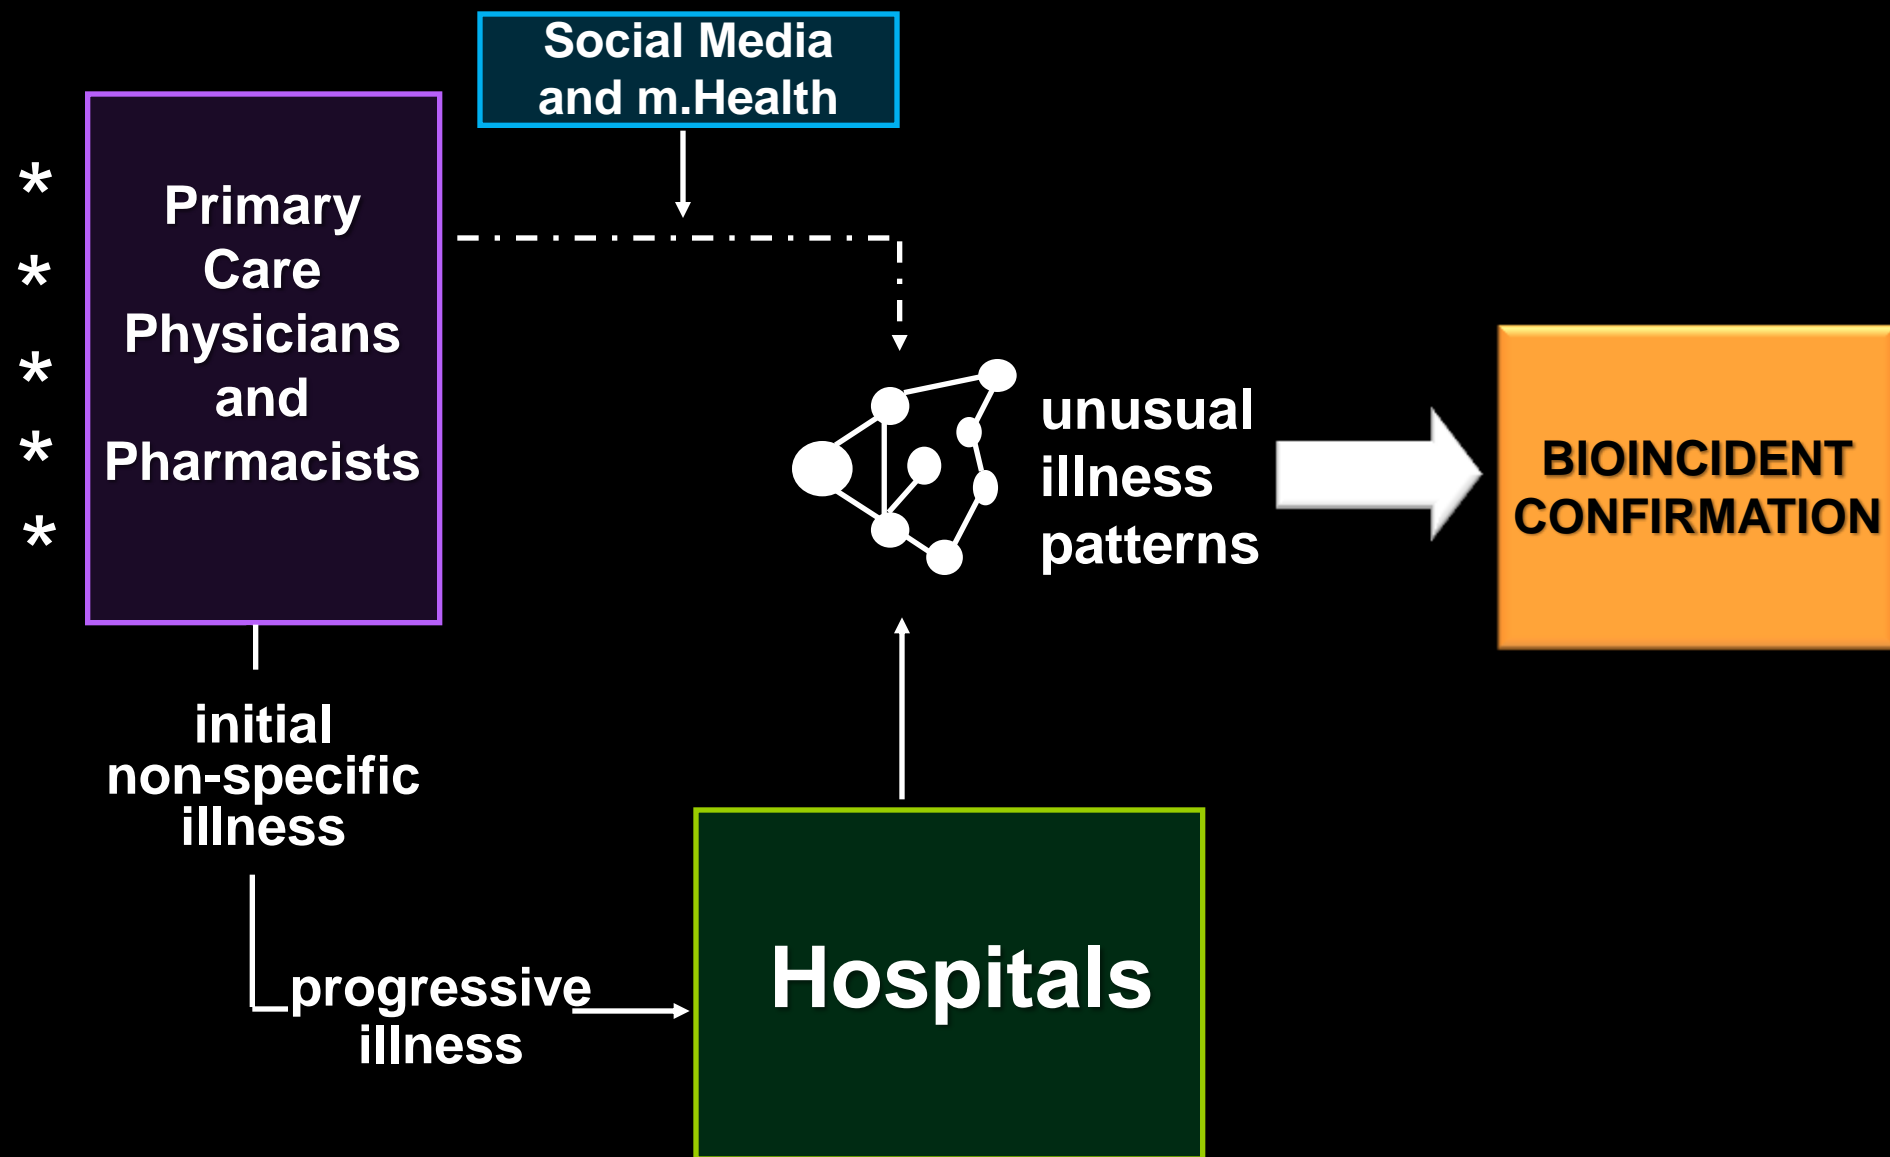 Social Media
and m.Health
*
*
*
*
*
Primary
Care
Physicians
and
Pharmacists
unusual
illness
patterns
BIOINCIDENT
CONFIRMATION
initial
non-specific
illness
progressive
illness
Hospitals